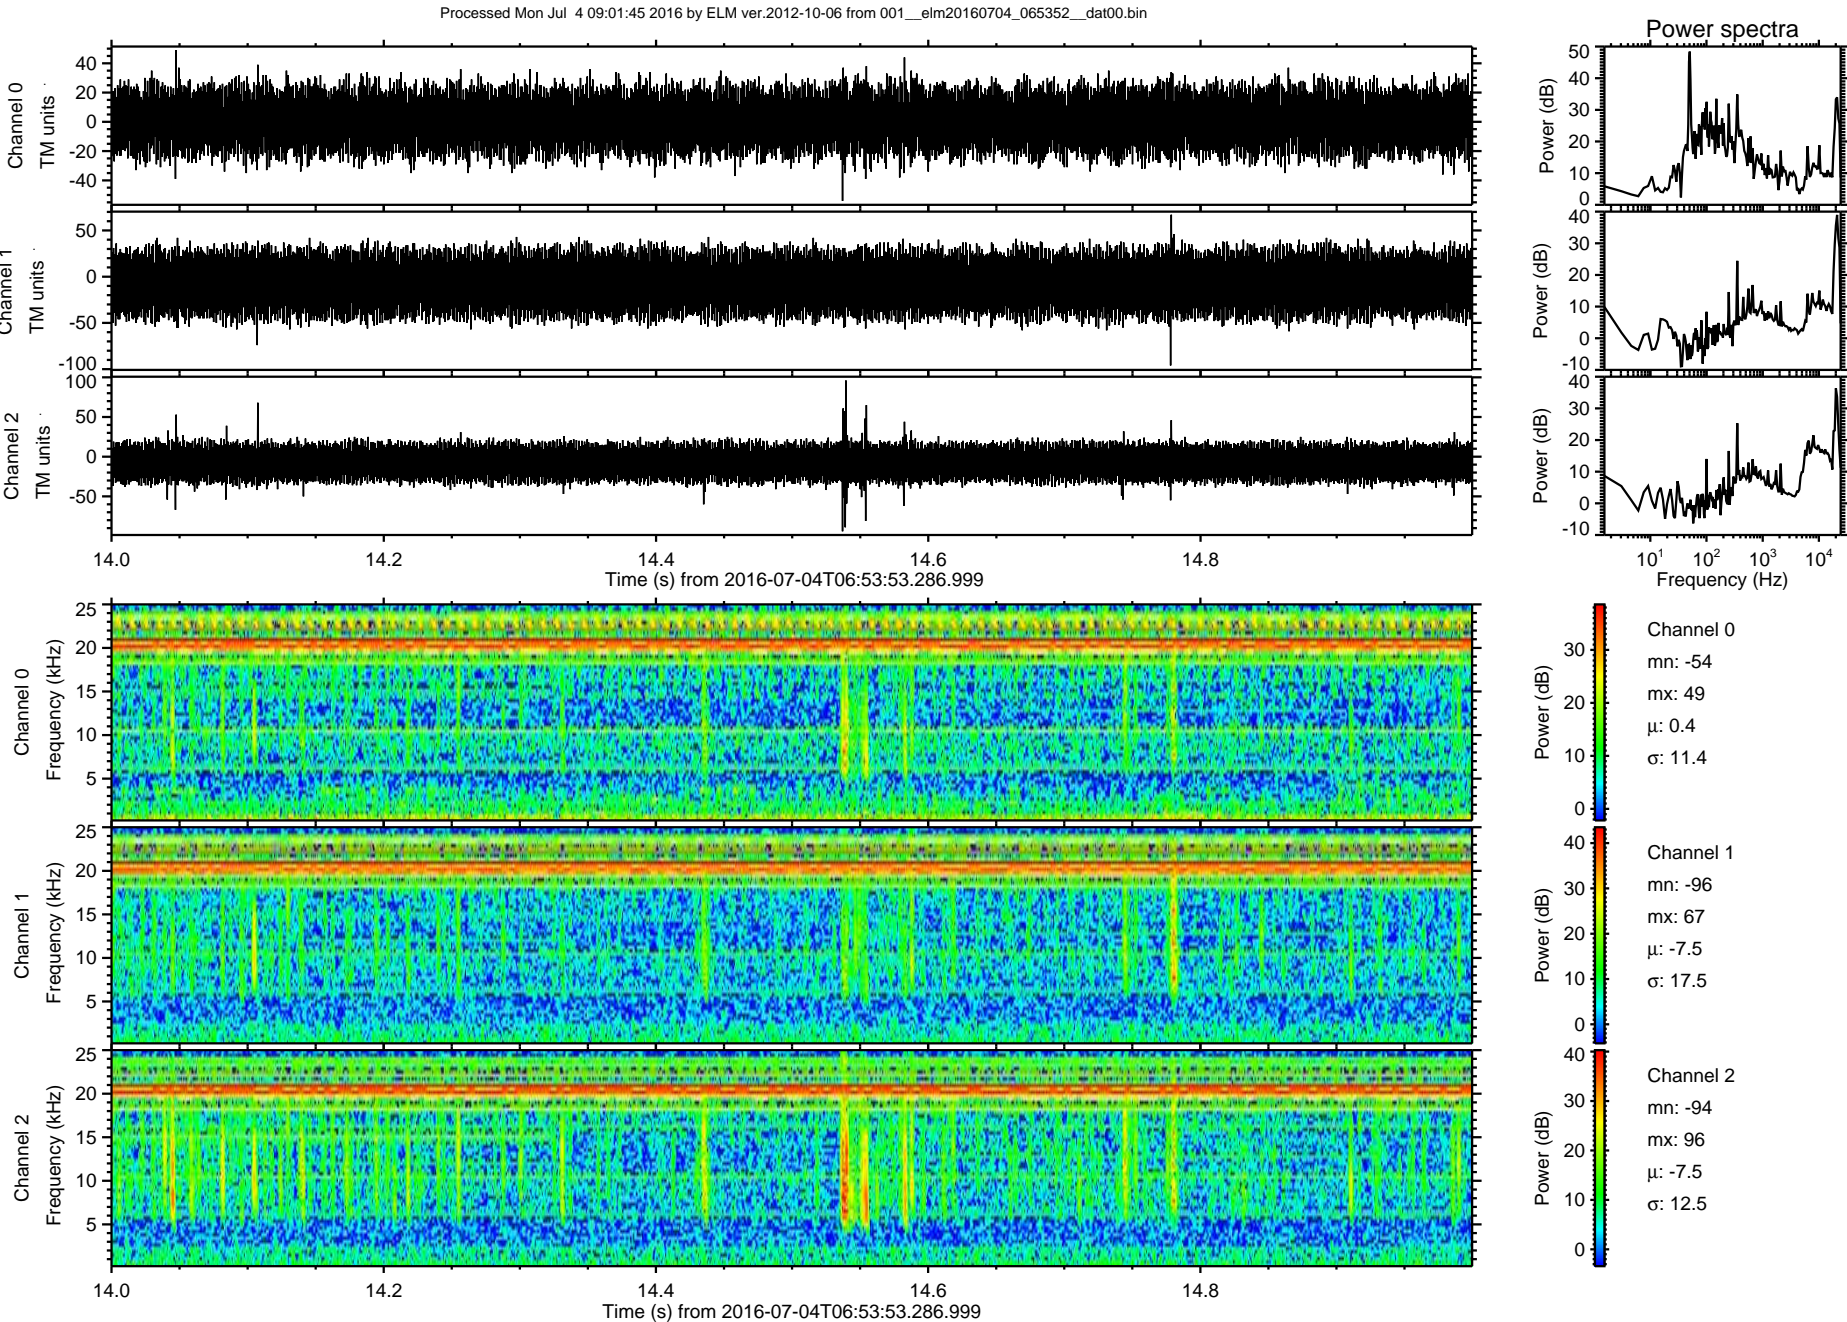 Processed Mon Jul  4 09:01:45 2016 by ELM ver.2012-10-06 from 001__elm20160704_065352__dat00.bin
Power spectra
Channel 0
TM units
40
20
0
-20
-40
Power (dB)
50
40
30
20
10
0
Channel 1
TM units
50
0
-50
-100
Power (dB)
40
30
20
10
0
-10
Channel 2
TM units
100
50
0
-50
Power (dB)
40
30
20
10
0
-10
14.0 14.2 14.4 14.6 14.8
Time (s) from 2016-07-04T06:53:53.286.999
10^1 10^2 10^3 10^4
Frequency (Hz)
Channel 0
Frequency (kHz)
25
20
15
10
5
Power (dB)
30
20
10
0
Channel 0
mn: -54
mx: 49
μ: 0.4
σ: 11.4
Channel 1
Frequency (kHz)
25
20
15
10
5
Power (dB)
40
30
20
10
0
Channel 1
mn: -96
mx: 67
μ: -7.5
σ: 17.5
Channel 2
Frequency (kHz)
25
20
15
10
5
Power (dB)
40
30
20
10
0
Channel 2
mn: -94
mx: 96
μ: -7.5
σ: 12.5
14.0 14.2 14.4 14.6 14.8
Time (s) from 2016-07-04T06:53:53.286.999